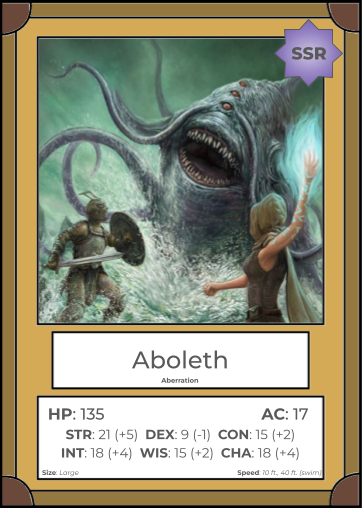 SSR
Aboleth
Aberration
HP: 135 AC: 17
STR: 21 (+5) DEX: 9 (-1) CON: 15 (+2)
INT: 18 (+4) WIS: 15 (+2) CHA: 18 (+4)
Size: Large Speed: 10 ft., 40 ft. (swim)